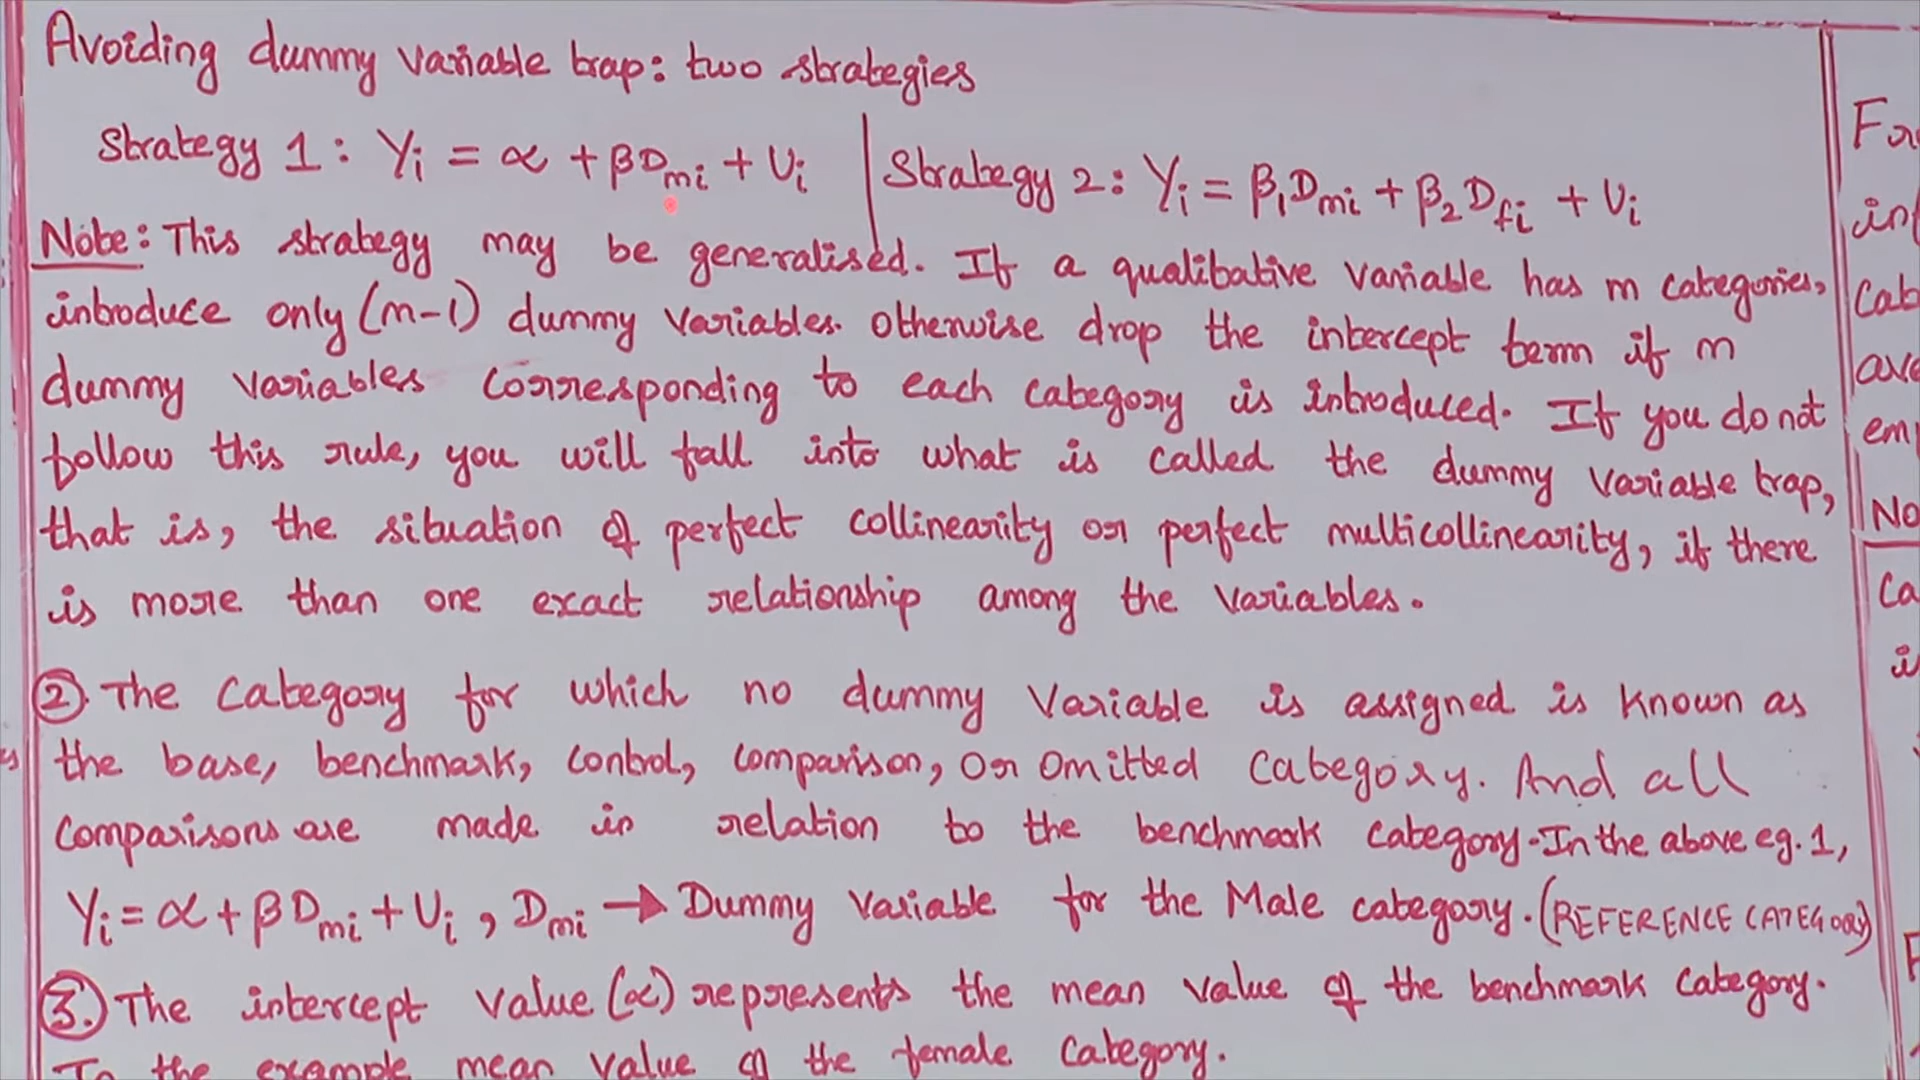 Avoiding dummy variable trap: two strategies
Strategy 1: Yi = α + βDmi + Ui | Strategy 2: Yi = β1Dmi + β2Dfi + Ui
Note: This strategy may be generalised. If a qualitative variable has m categories,
introduce only (m-1) dummy variables. Otherwise drop the intercept term if m
dummy variables corresponding to each category is introduced. If you do not
follow this rule, you will fall into what is called the dummy variable trap,
that is, the situation of perfect collinearity or perfect multicollinearity, if there
is more than one exact relationship among the variables.
② The category for which no dummy variable is assigned is known as
the base, benchmark, control, comparison, or omitted category. And all
comparisons are made in relation to the benchmark category. In the above eg. 1,
Yi = α + βDmi + Ui, Dmi → Dummy variable for the Male category. (REFERENCE CATEGORY)
③. The intercept value (α) represents the mean value of the benchmark category.
the example mean value of the female category.
No